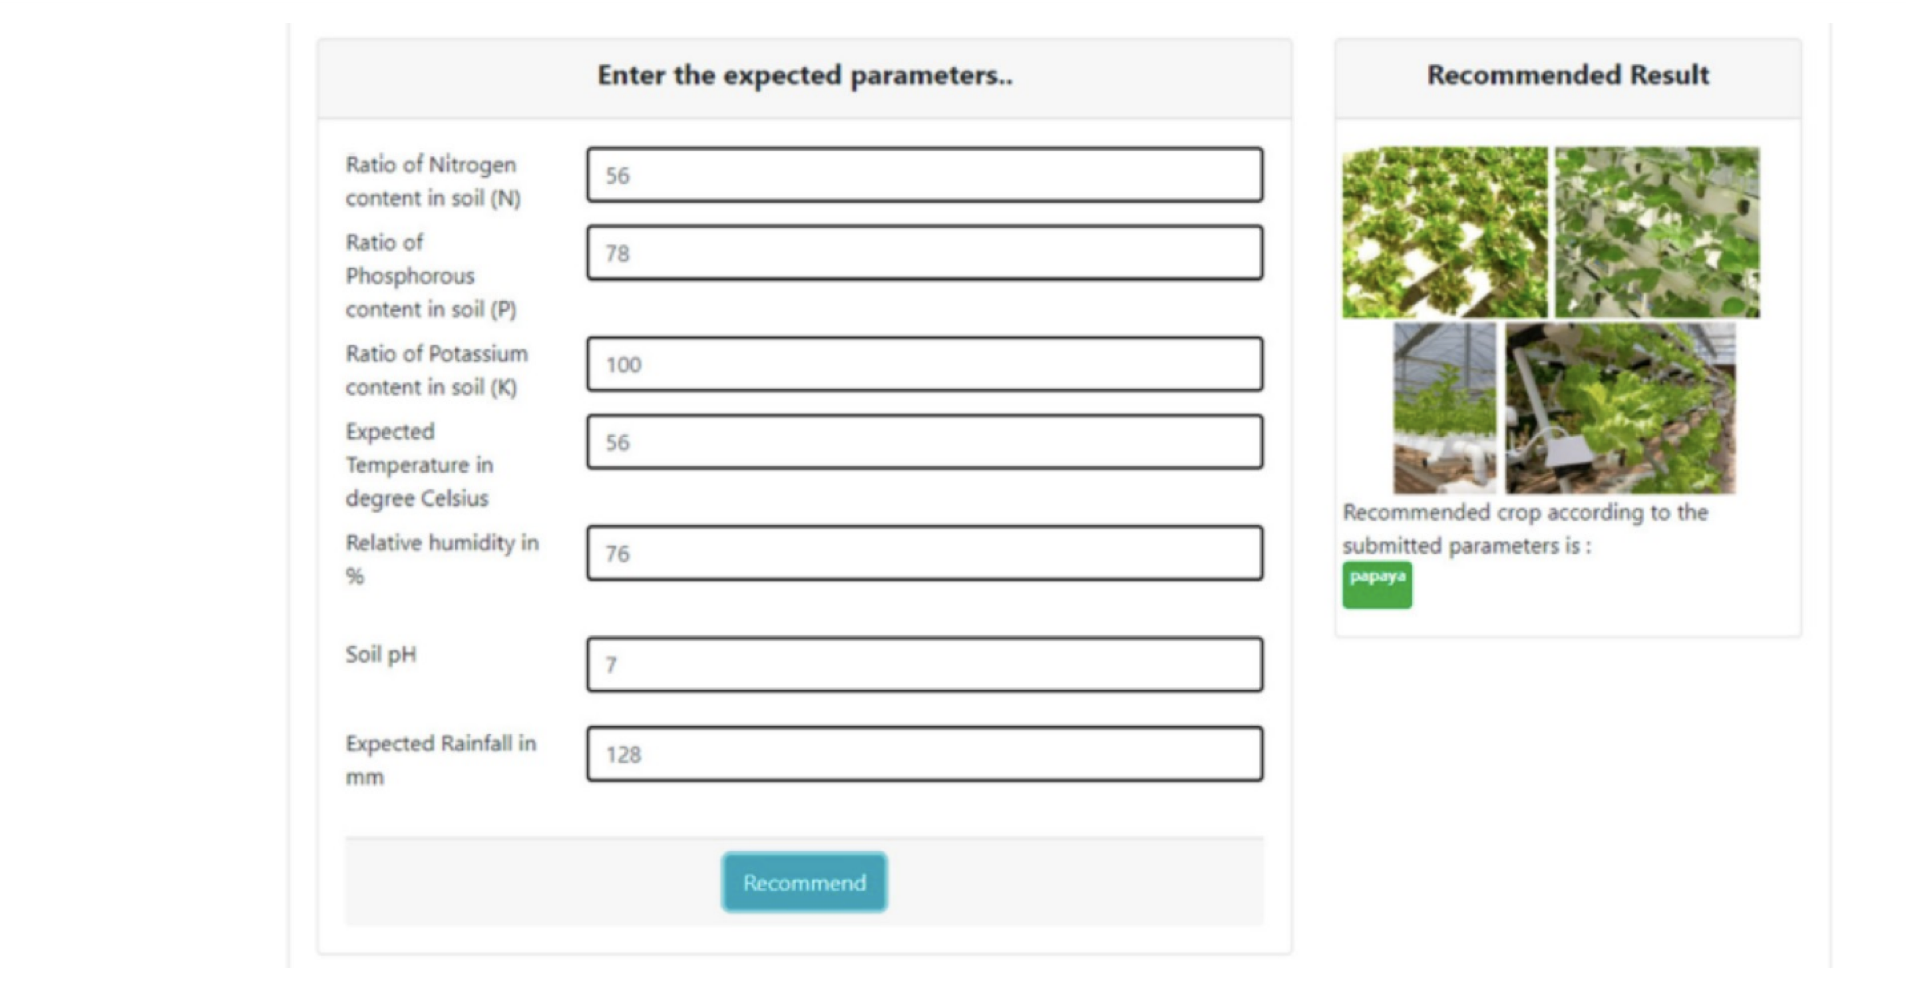 Enter the expected parameters..
Ratio of Nitrogen
content in soil (N)
56
Ratio of
Phosphorous
content in soil (P)
78
Ratio of Potassium
content in soil (K)
100
Expected
Temperature in
degree Celsius
56
Relative humidity in
%
76
Soil pH
7
Expected Rainfall in
mm
128
Recommend
Recommended Result
Recommended crop according to the
submitted parameters is :
papaya